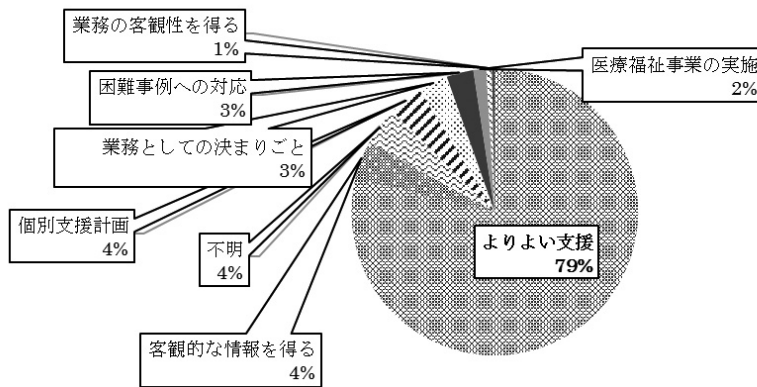 業務の客観性を得る
1%
医療福祉事業の実施
2%
困難事例への対応
3%
業務としての決まりごと
3%
個別支援計画
4%
不明
4%
よりよい支援
79%
客観的な情報を得る
4%